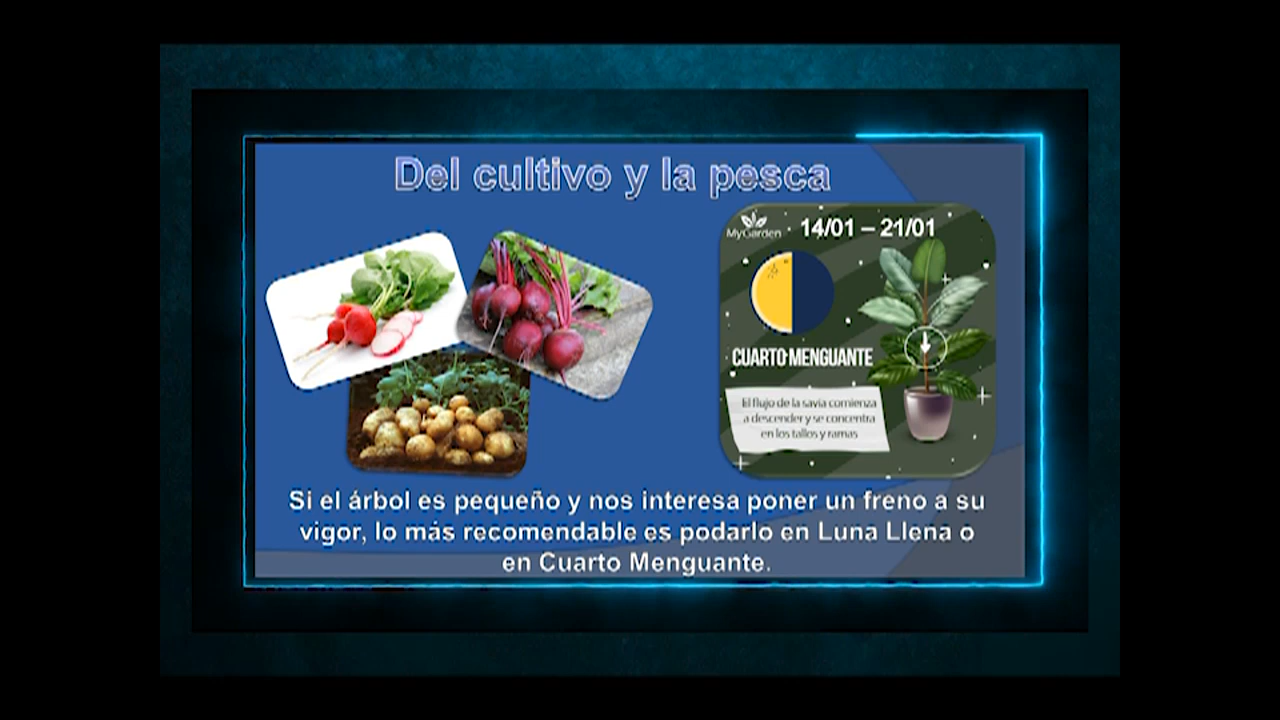 Del cultivo y la pesca
MyGarden
14/01 – 21/01
CUARTO MENGUANTE
El flujo de la savia comienza
a descender y se concentra
en los tallos y ramas
Si el árbol es pequeño y nos interesa poner un freno a su
vigor, lo más recomendable es podarlo en Luna Llena o
en Cuarto Menguante.